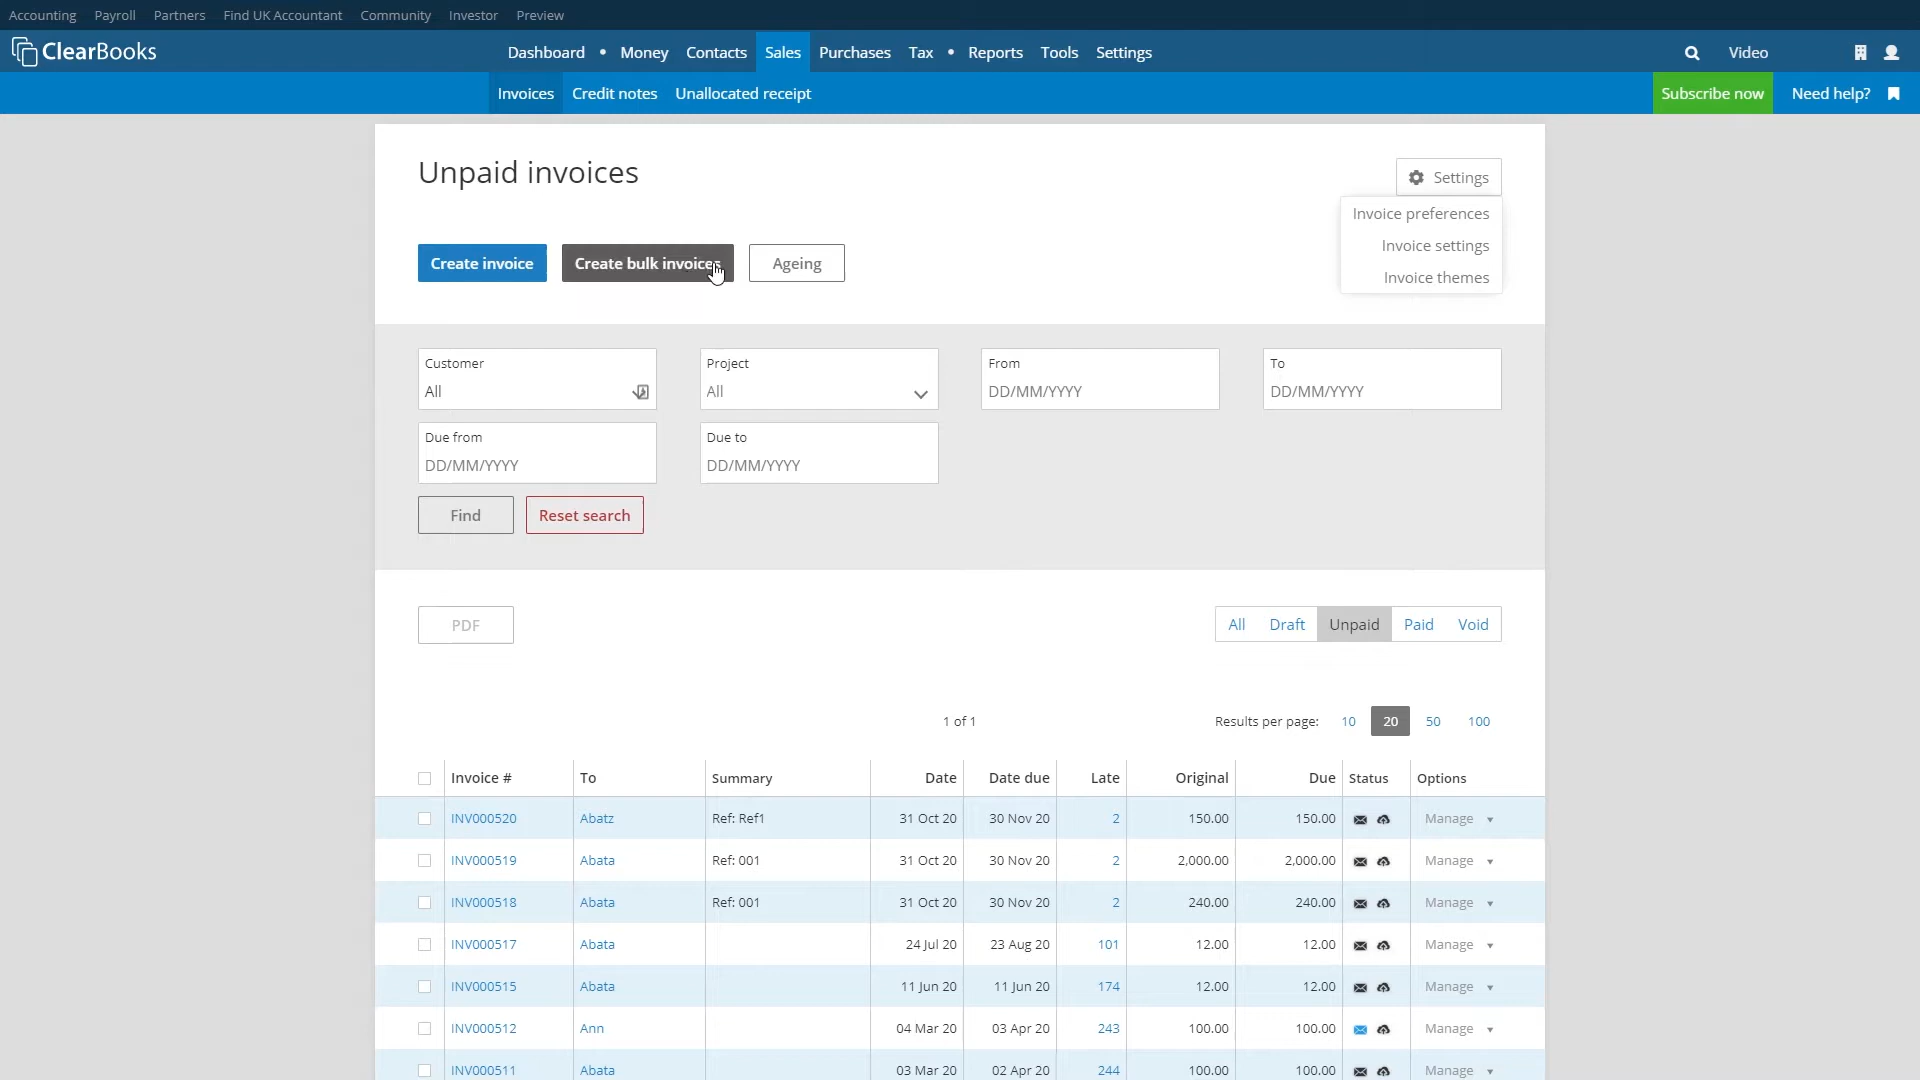 Accounting Payroll Partners Find UK Accountant Community Investor Preview
ClearBooks Dashboard • Money Contacts Sales Purchases Tax • Reports Tools Settings Video
Invoices Credit notes Unallocated receipt Subscribe now Need help?
Unpaid invoices
Settings
Invoice preferences
Invoice settings
Invoice themes
Create invoice Create bulk invoices Ageing
Customer Project From To
All All DD/MM/YYYY DD/MM/YYYY
Due from Due to
DD/MM/YYYY DD/MM/YYYY
Find Reset search
PDF All Draft Unpaid Paid Void
1 of 1 Results per page: 10 20 50 100
Invoice # To Summary Date Date due Late Original Due Status Options
INV000520 Abatz Ref: Ref1 31 Oct 20 30 Nov 20 2 150.00 150.00 Manage
INV000519 Abata Ref: 001 31 Oct 20 30 Nov 20 2 2,000.00 2,000.00 Manage
INV000518 Abata Ref: 001 31 Oct 20 30 Nov 20 2 240.00 240.00 Manage
INV000517 Abata 24 Jul 20 23 Aug 20 101 12.00 12.00 Manage
INV000515 Abata 11 Jun 20 11 Jun 20 174 12.00 12.00 Manage
INV000512 Ann 04 Mar 20 03 Apr 20 243 100.00 100.00 Manage
INV000511 Abata 03 Mar 20 02 Apr 20 244 100.00 100.00 Manage